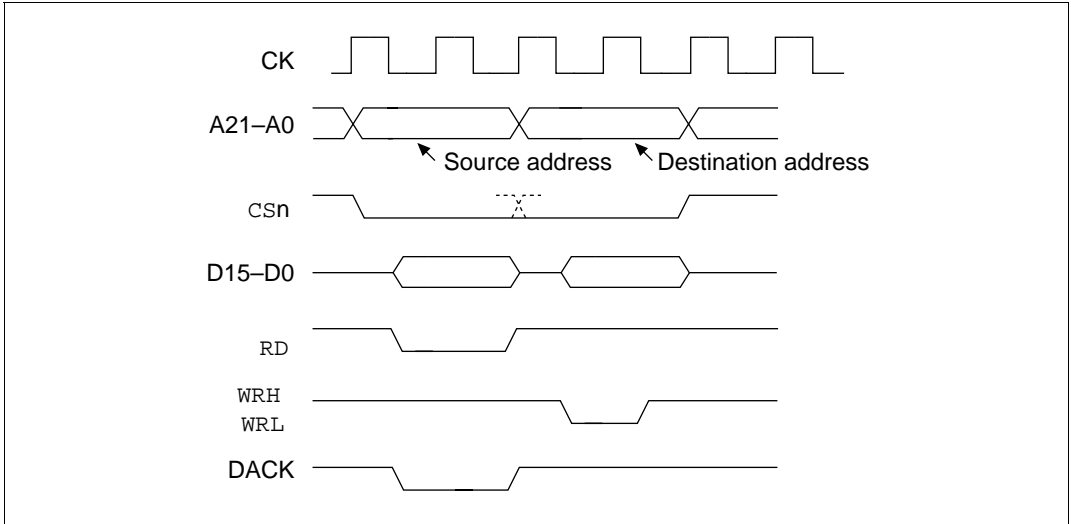 CK
A21–A0
Source address
Destination address
CSn
D15–D0
RD
WRH
WRL
DACK